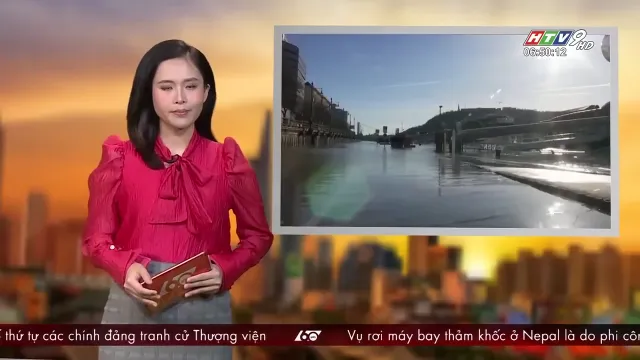 HTV9 HD
06:50:12
thứ tự các chính đảng tranh cử Thượng viện 60 Vụ rơi máy bay thảm khốc ở Nepal là do phi